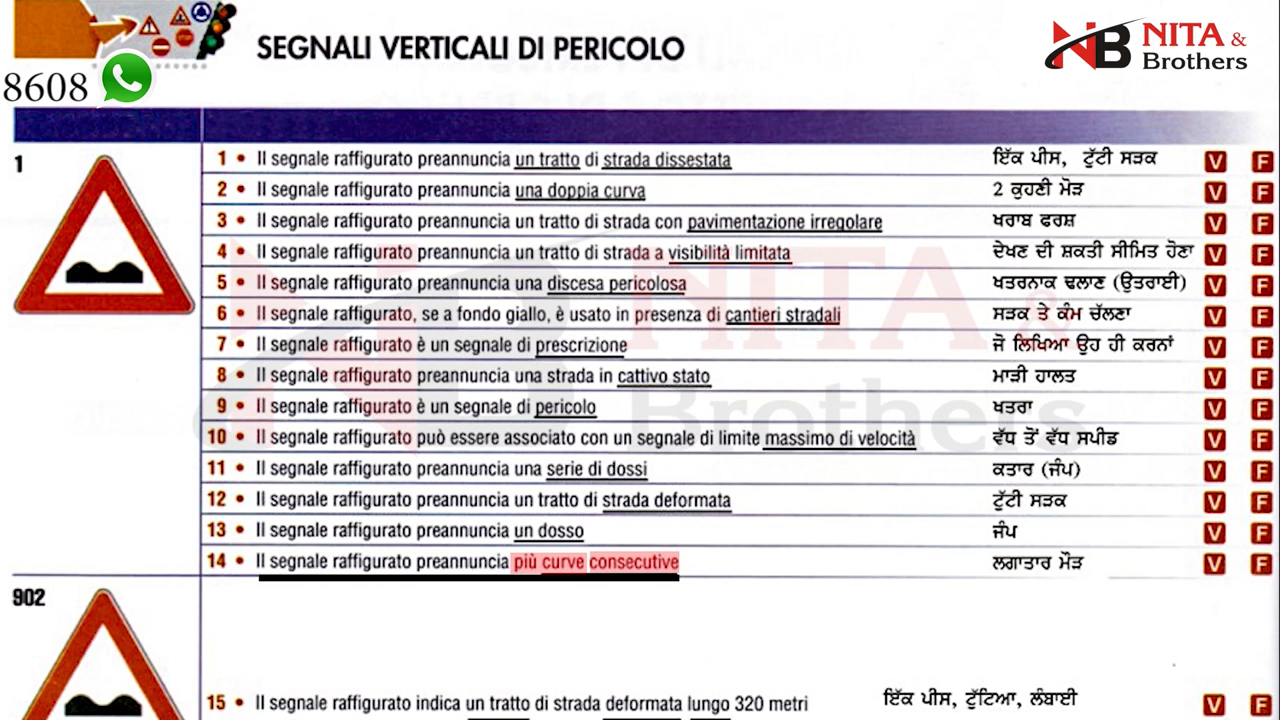 SEGNALI VERTICALI DI PERICOLO
NITA &
Brothers
8608
1
1 • Il segnale raffigurato preannuncia un tratto di strada dissestata ਇੱਕ ਪੀਸ, ਟੁੱਟੀ ਸੜਕ V F
2 • Il segnale raffigurato preannuncia una doppia curva 2 ਕੁਹਣੀ ਮੋੜ V F
3 • Il segnale raffigurato preannuncia un tratto di strada con pavimentazione irregolare ਖਰਾਬ ਫਰਸ਼ V F
4 • Il segnale raffigurato preannuncia un tratto di strada a visibilità limitata ਦੇਖਣ ਦੀ ਸ਼ਕਤੀ ਸੀਮਿਤ ਹੋਣਾ V F
5 • Il segnale raffigurato preannuncia una discesa pericolosa ਖਤਰਨਾਕ ਢਲਾਣ (ਉਤਰਾਈ) V F
6 • Il segnale raffigurato, se a fondo giallo, è usato in presenza di cantieri stradali ਸੜਕ ਤੇ ਕੰਮ ਚੱਲਣਾ V F
7 • Il segnale raffigurato è un segnale di prescrizione ਜੋ ਲਿਖਿਆ ਉਹ ਹੀ ਕਰਨਾਂ V F
8 • Il segnale raffigurato preannuncia una strada in cattivo stato ਮਾੜੀ ਹਾਲਤ V F
9 • Il segnale raffigurato è un segnale di pericolo ਖਤਰਾ V F
10 • Il segnale raffigurato può essere associato con un segnale di limite massimo di velocità ਵੱਧ ਤੋਂ ਵੱਧ ਸਪੀਡ V F
11 • Il segnale raffigurato preannuncia una serie di dossi ਕਤਾਰ (ਜੰਪ) V F
12 • Il segnale raffigurato preannuncia un tratto di strada deformata ਟੁੱਟੀ ਸੜਕ V F
13 • Il segnale raffigurato preannuncia un dosso ਜੰਪ V F
14 • Il segnale raffigurato preannuncia più curve consecutive ਲਗਾਤਾਰ ਮੌੜ V F
902
15 • Il segnale raffigurato indica un tratto di strada deformata lungo 320 metri ਇੱਕ ਪੀਸ, ਟੁੱਟਿਆ, ਲੰਬਾਈ V F
NITA &
Brothers